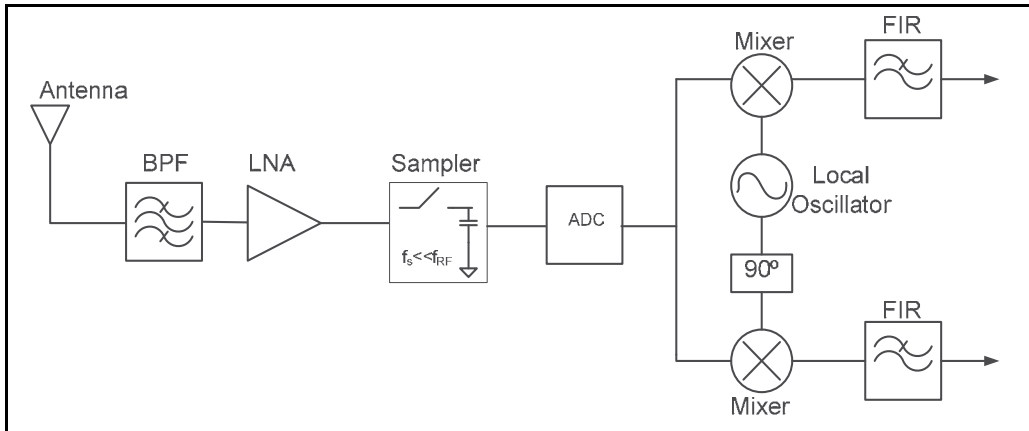 FIR
Mixer
Antenna
BPF
LNA
Sampler
ADC
fs<<fRF
Local
Oscillator
90º
FIR
Mixer